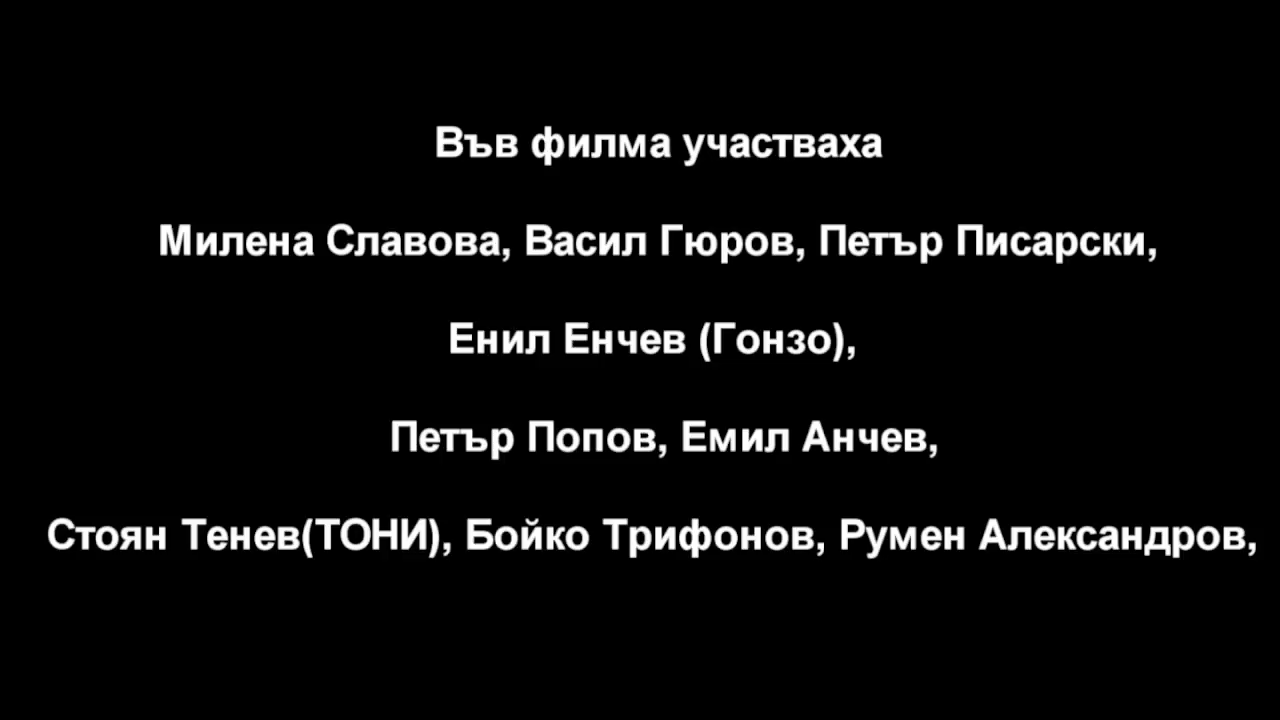 Във филма участваха
Милена Славова, Васил Гюров, Петър Писарски,
Енил Енчев (Гонзо),
Петър Попов, Емил Анчев,
Стоян Тенев(ТОНИ), Бойко Трифонов, Румен Александров,